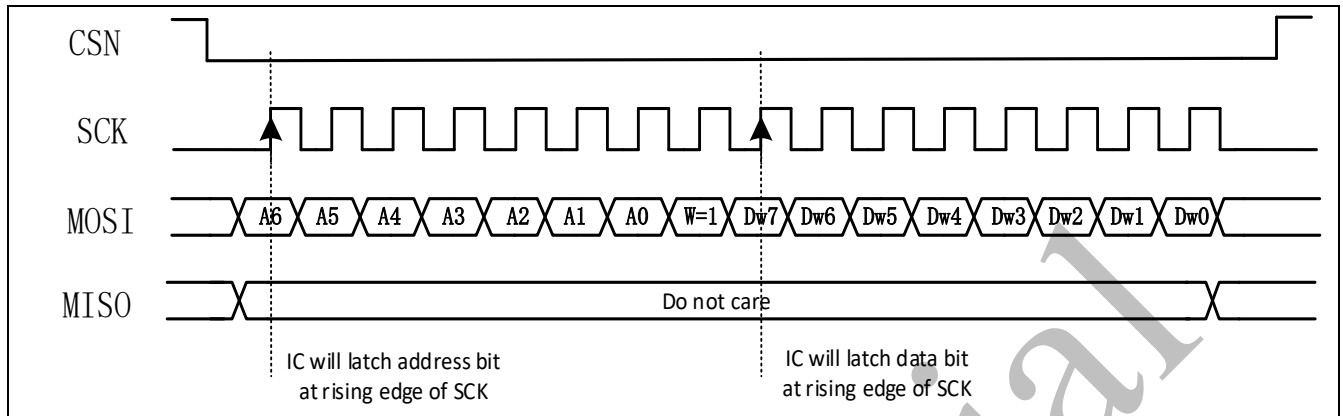 CSN
SCK
MOSI A6 A5 A4 A3 A2 A1 A0 W=1 Dw7 Dw6 Dw5 Dw4 Dw3 Dw2 Dw1 Dw0
MISO Do not care
IC will latch address bit
at rising edge of SCK
IC will latch data bit
at rising edge of SCK